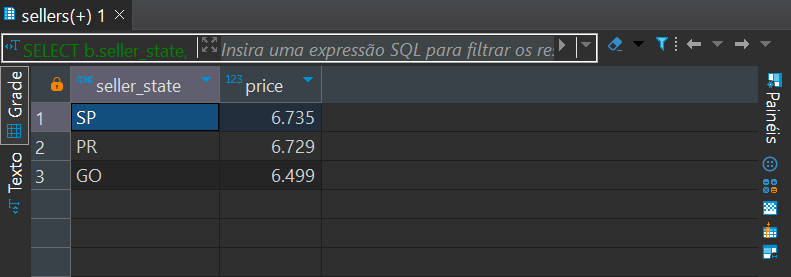 sellers(+) 1
SELECT b.seller_state, Insira uma expressão SQL para filtrar os res
Grade
Texto
ABC seller_state 123 price
1 SP 6.735
2 PR 6.729
3 GO 6.499
Painéis